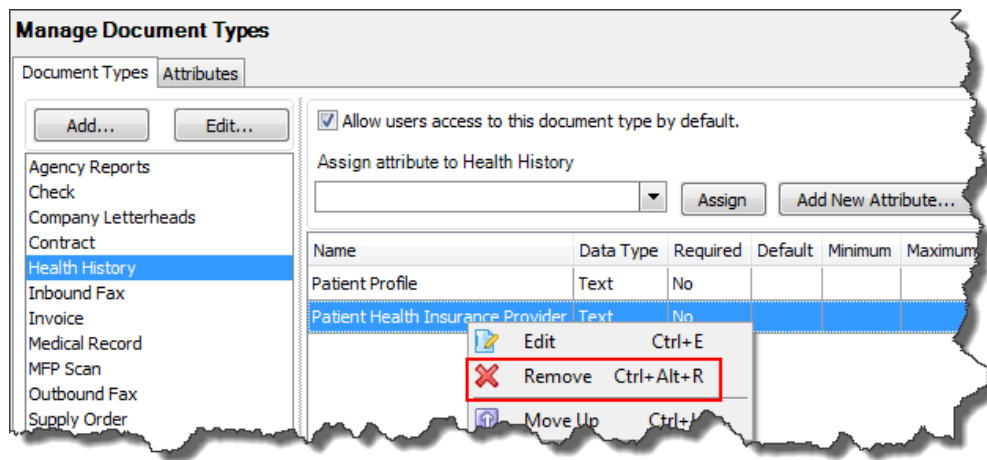 Manage Document Types
Document Types Attributes
Add... Edit...
Agency Reports
Check
Company Letterheads
Contract
Health History
Inbound Fax
Invoice
Medical Record
MFP Scan
Outbound Fax
Supply Order
Allow users access to this document type by default.
Assign attribute to Health History
Assign Add New Attribute...
Name Data Type Required Default Minimum Maximum
Patient Profile Text No
Patient Health Insurance Provider Text No
Edit Ctrl+E
Remove Ctrl+Alt+R
Move Up